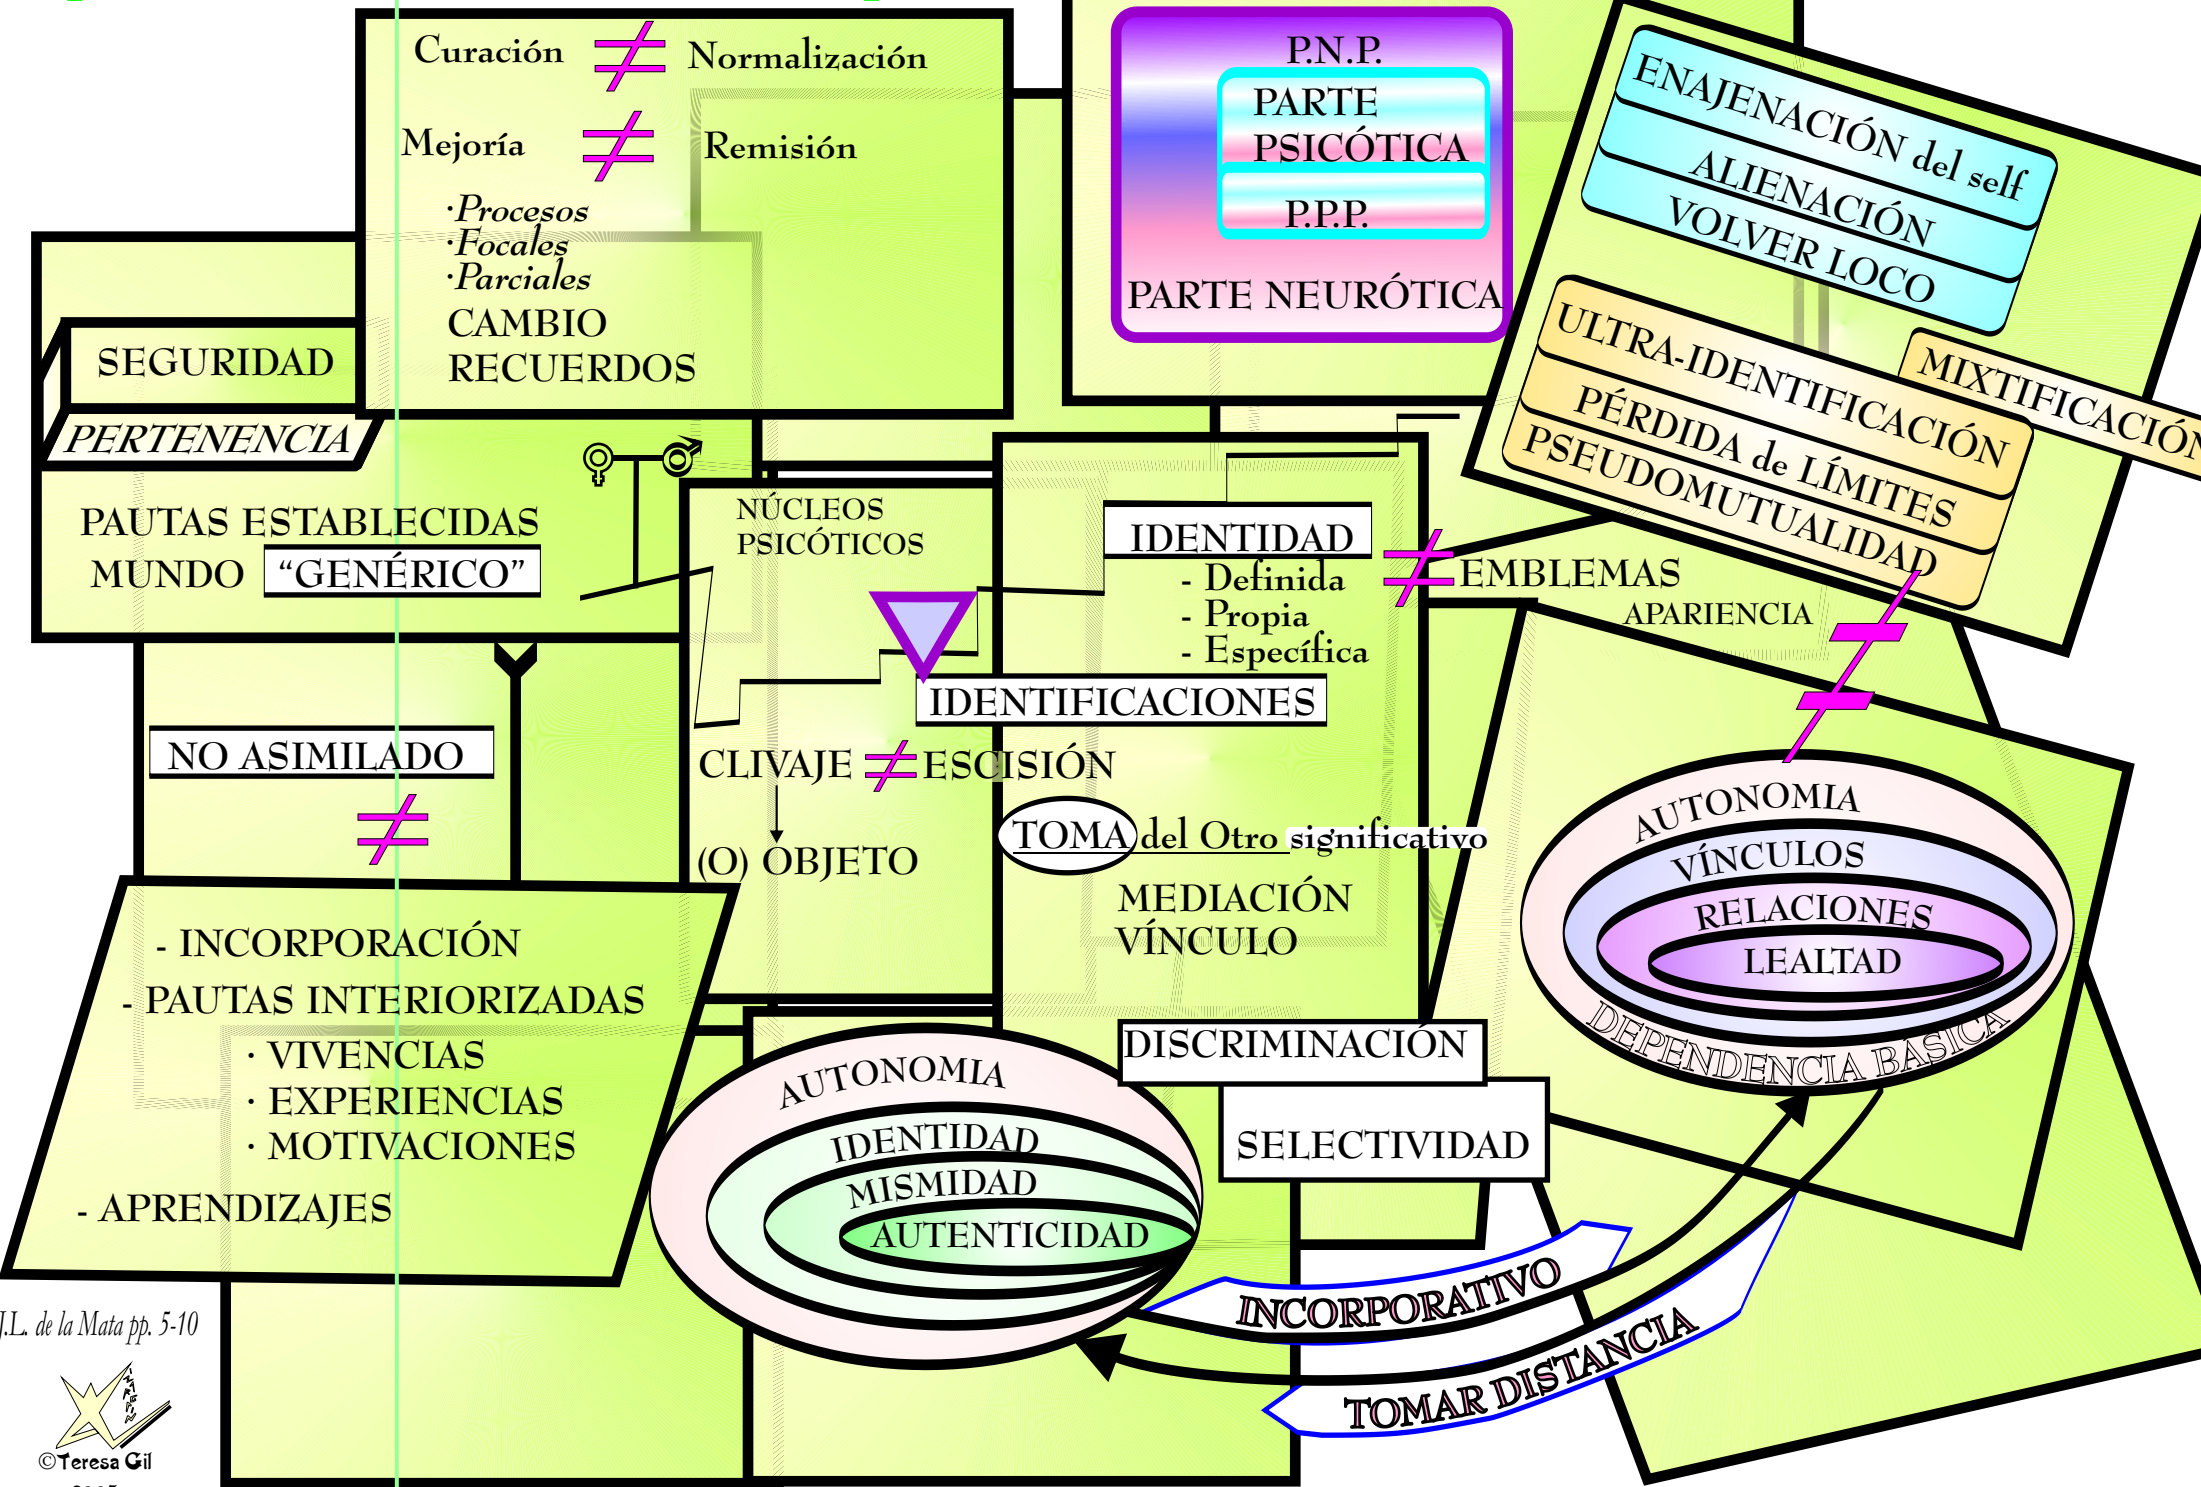 Curación ≠ Normalización
Mejoría ≠ Remisión
·Procesos
·Focales
·Parciales
CAMBIO
RECUERDOS
P.N.P.
PARTE
PSICÓTICA
P.P.P.
PARTE NEURÓTICA
ENAJENACIÓN del self
ALIENACIÓN
VOLVER LOCO
ULTRA-IDENTIFICACIÓN
PÉRDIDA de LÍMITES
PSEUDOMUTUALIDAD
MIXTIFICACIÓN
SEGURIDAD
PERTENENCIA
PAUTAS ESTABLECIDAS
MUNDO “GENÉRICO”
NÚCLEOS
PSICÓTICOS
IDENTIDAD ≠ EMBLEMAS
- Definida
- Propia
- Específica
APARIENCIA
IDENTIFICACIONES
CLIVAJE ≠ ESCISIÓN
(O) OBJETO
TOMA del Otro significativo
MEDIACIÓN
VÍNCULO
NO ASIMILADO
≠
- INCORPORACIÓN
- PAUTAS INTERIORIZADAS
· VIVENCIAS
· EXPERIENCIAS
· MOTIVACIONES
- APRENDIZAJES
≠
AUTONOMIA
VÍNCULOS
RELACIONES
LEALTAD
DEPENDENCIA BÁSICA
DISCRIMINACIÓN
SELECTIVIDAD
AUTONOMIA
IDENTIDAD
MISMIDAD
AUTENTICIDAD
INCORPORATIVO
TOMAR DISTANCIA
J.L. de la Mata pp. 5-10
©Teresa Gil